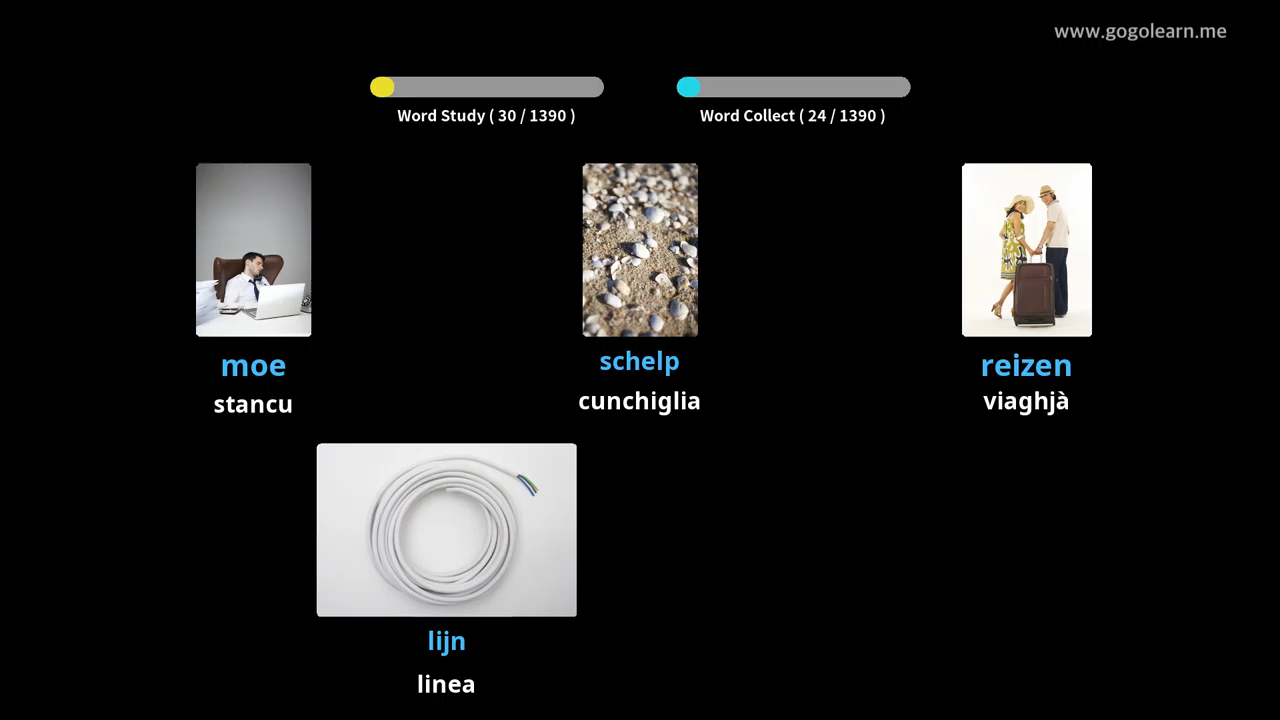 www.gogolearn.me
Word Study ( 30 / 1390 )
Word Collect ( 24 / 1390 )
moe
stancu
schelp
cunchiglia
reizen
viaghjà
lijn
linea